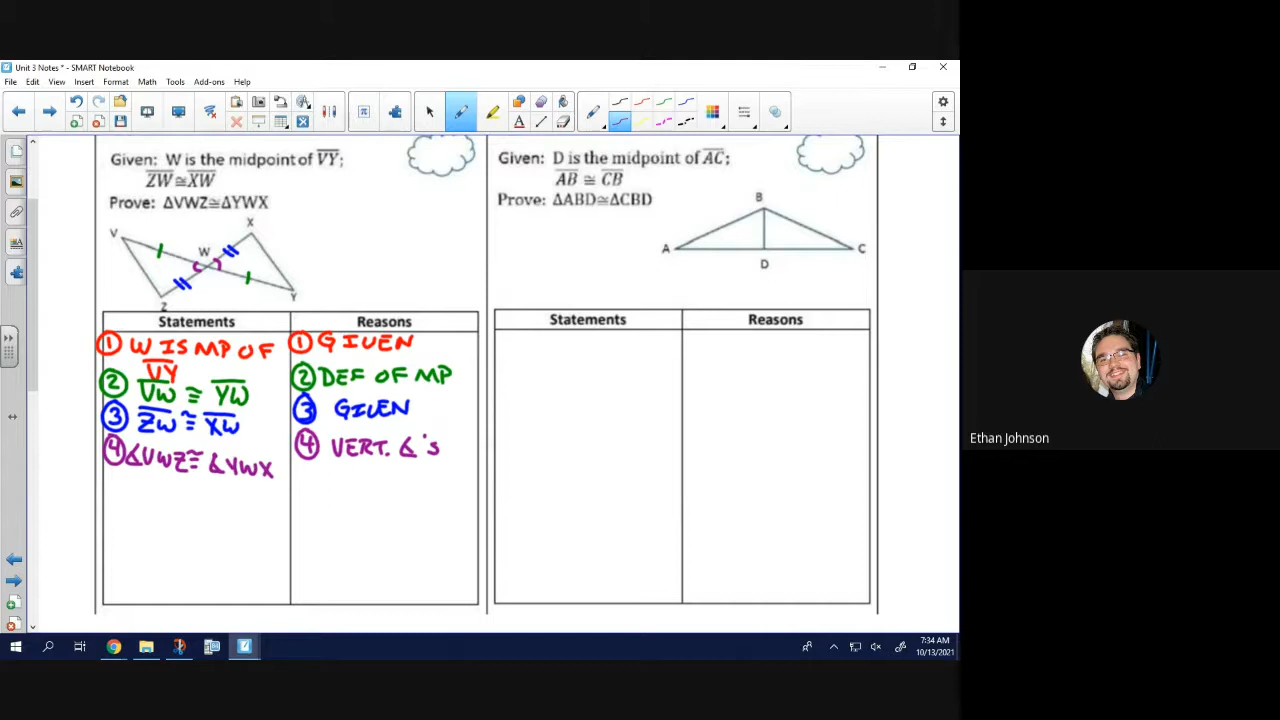 Unit 3 Notes * - SMART Notebook
File Edit View Insert Format Math Tools Add-ons Help
Given: W is the midpoint of VY;
ZW≅XW
Prove: ΔVWZ≅ΔYWX
V
X
W
Z
Y
Statements Reasons
① W IS MP OF VY ① GIVEN
② VW ≅ YW ② DEF OF MP
③ ZW ≅ XW ③ GIVEN
④ ∡VWZ ≅ ∡YWX ④ VERT. ∡'S
Given: D is the midpoint of AC;
AB ≅ CB
Prove: ΔABD≅ΔCBD
B
A
C
D
Statements Reasons
Ethan Johnson
7:34 AM
10/13/2021